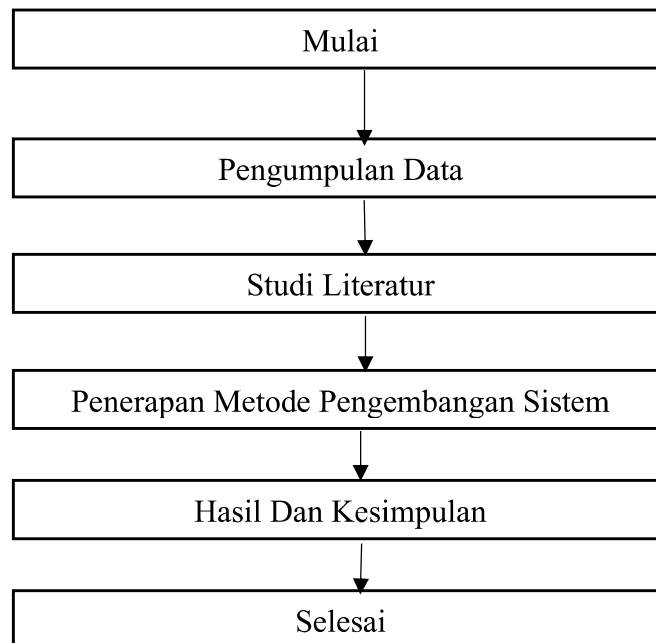 Mulai
Pengumpulan Data
Studi Literatur
Penerapan Metode Pengembangan Sistem
Hasil Dan Kesimpulan
Selesai